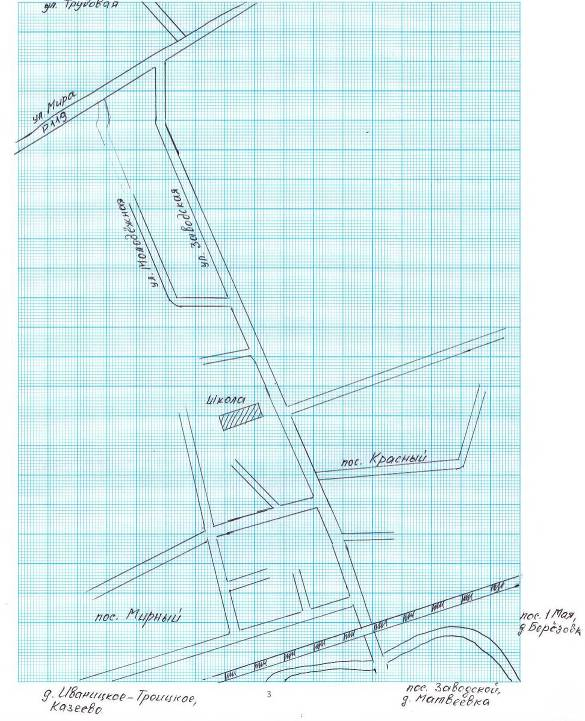 ул. Трудовая
ул. Мира
Р119
ул. Молодёжная
ул. Заводская
школа
пос. Красный
пос. Мирный
пос. 1 Мая,
д. Берёзовка
д. Иваницкое-Троицкое,
Казеево
3
пос. Заводской,
д. Матвеевка